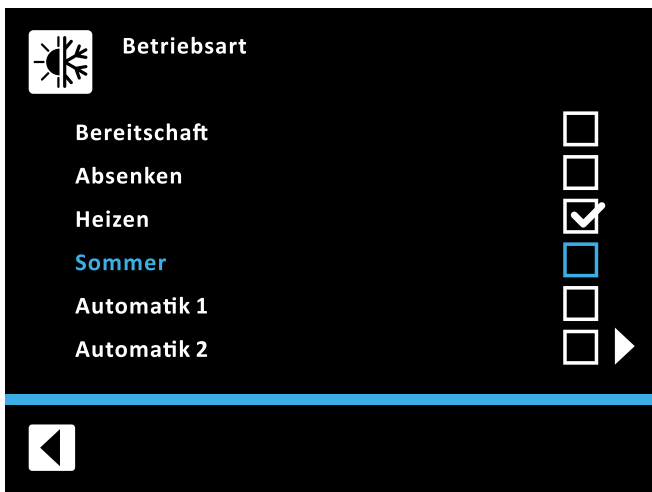 Betriebsart
Bereitschaft
Absenken
Heizen
Sommer
Automatik 1
Automatik 2